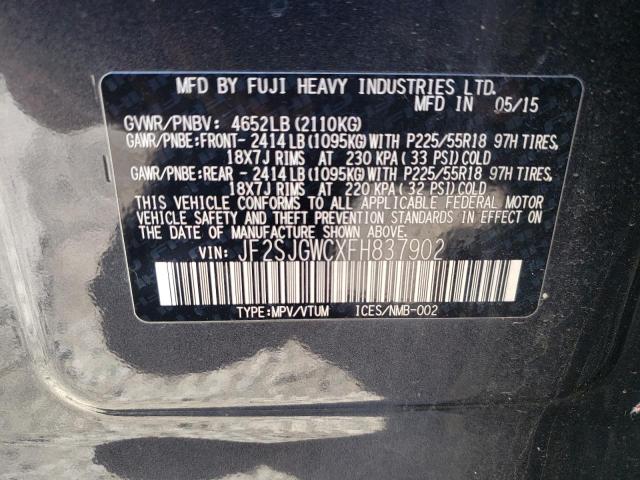 MFD BY FUJI HEAVY INDUSTRIES LTD.
MFD IN 05/15
GVWR/PNBV: 4652LB(2110KG)
GAWR/PNBE:FRONT- 2414LB(1095KG)WITH P225/55R18 97H TIRES,
18X7J RIMS AT 230 KPA( 33 PSI)COLD
GAWR/PNBE:REAR - 2414LB(1095KG)WITH P225/55R18 97H TIRES,
18X7J RIMS AT 220 KPA( 32 PSI)COLD
THIS VEHICLE CONFORMS TO ALL APPLICABLE FEDERAL MOTOR
VEHICLE SAFETY AND THEFT PREVENTION STANDARDS IN EFFECT
ON THE DATE OF MANUFACTURE SHOWN ABOVE.
VIN: JF2SJGWCXFH837902
TYPE:MPV/VTUM ICES/NMB-002